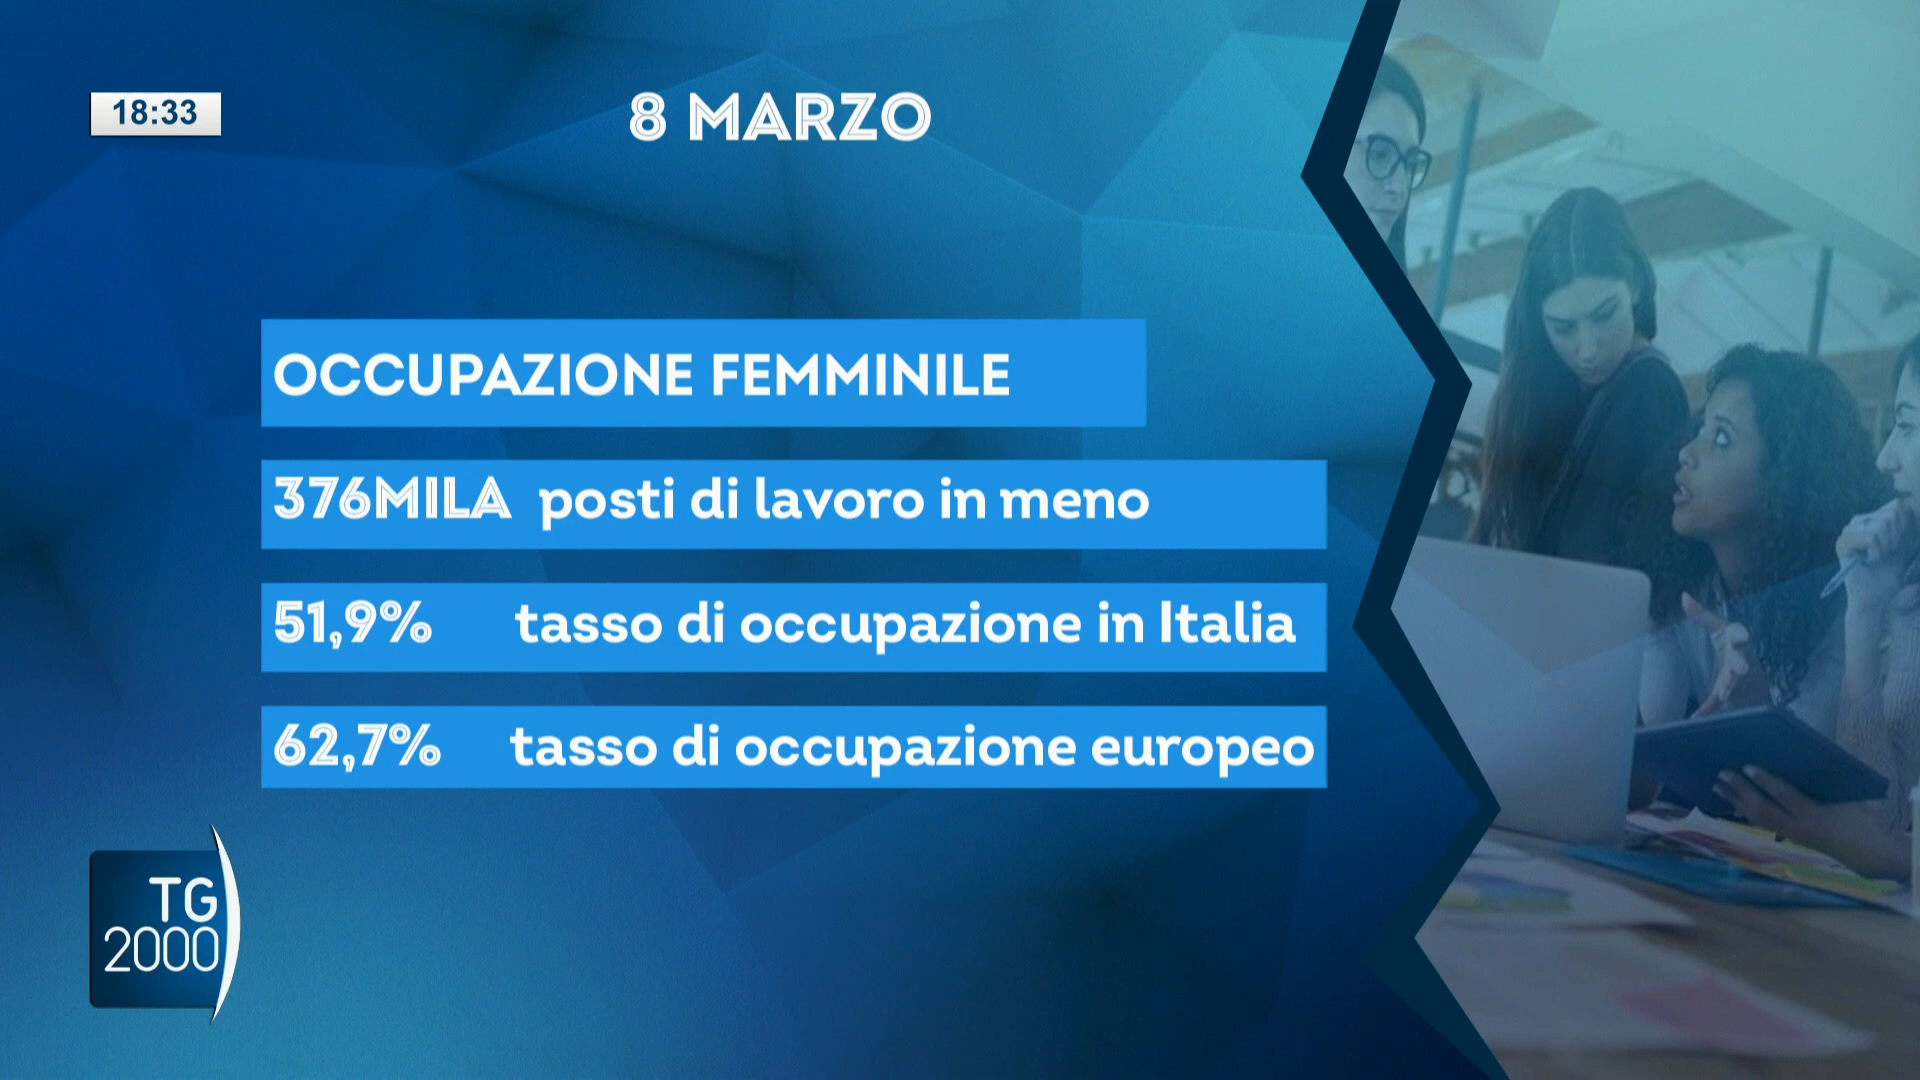 18:33
8 MARZO
OCCUPAZIONE FEMMINILE
376MILA posti di lavoro in meno
51,9% tasso di occupazione in Italia
62,7% tasso di occupazione europeo
TG
2000